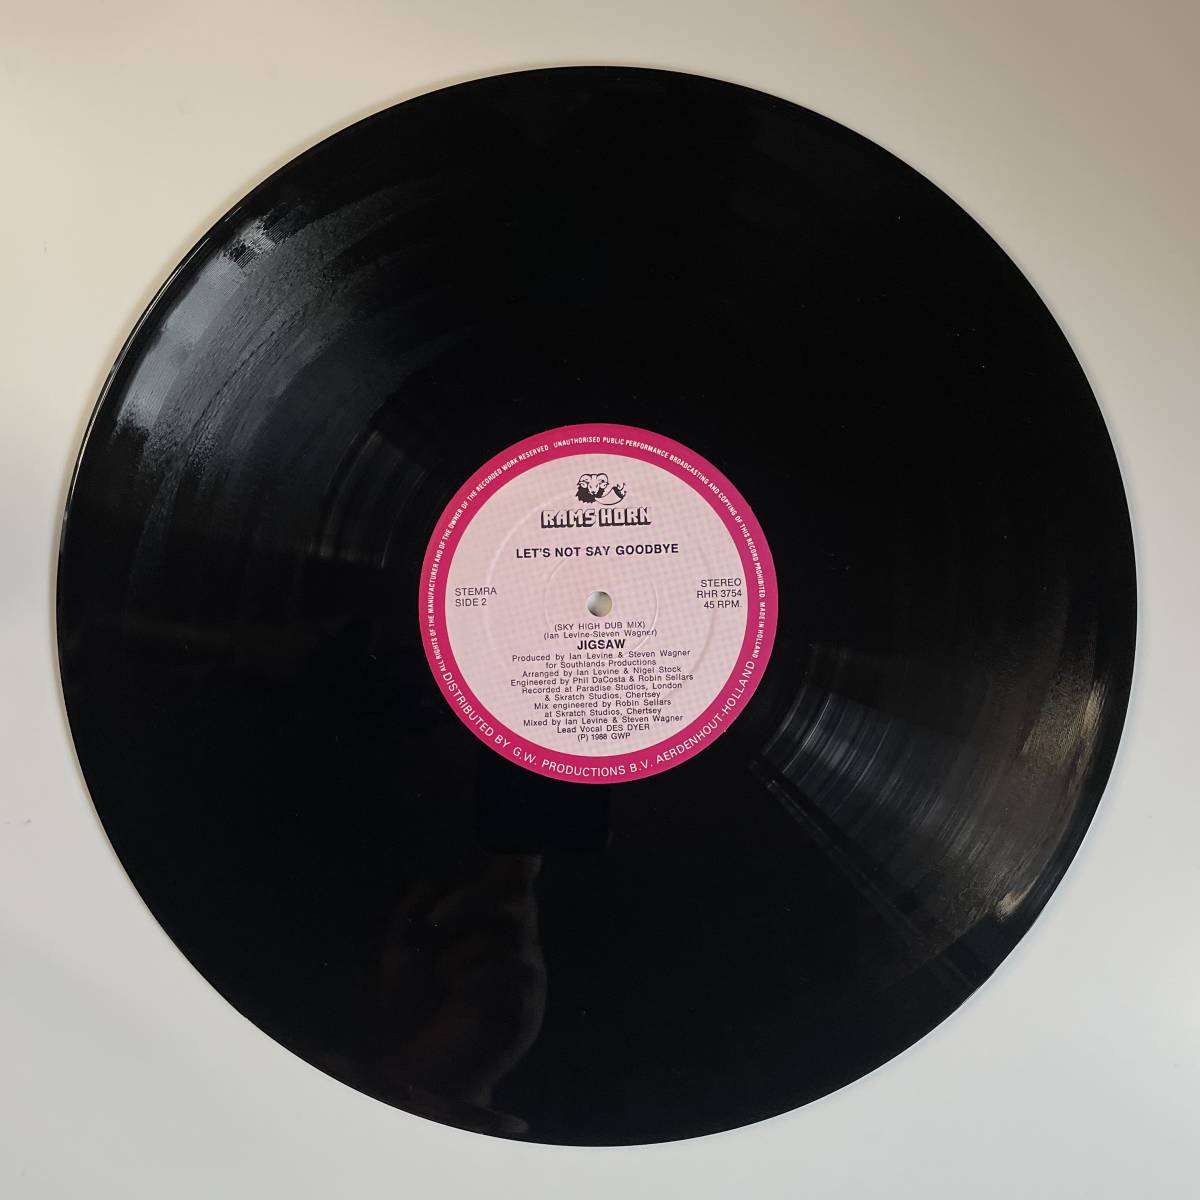 ALL RIGHTS OF THE MANUFACTURER AND OF THE OWNER OF THE RECORDED WORK RESERVED UNAUTHORISED PUBLIC PERFORMANCE BROADCASTING AND COPYING OF THIS RECORD PROHIBITED MADE IN HOLLAND
RAMS HORN
LET'S NOT SAY GOODBYE
STEMRA
SIDE 2
STEREO
RHR 3754
45 RPM.
(SKY HIGH DUB MIX)
(Ian Levine-Steven Wagner)
JIGSAW
Produced by Ian Levine & Steven Wagner
for Southlands Productions
Arranged by Ian Levine & Nigel Stock
Engineered by Phil DaCosta & Robin Sellars
Recorded at Paradise Studios, London
& Skratch Studios, Chertsey
Mix engineered by Robin Sellars
at Skratch Studios, Chertsey
Mixed by Ian Levine & Steven Wagner
Lead Vocal DES DYER
(P) 1988 GWP
DISTRIBUTED BY G.W. PRODUCTIONS B.V. AERDENHOUT-HOLLAND